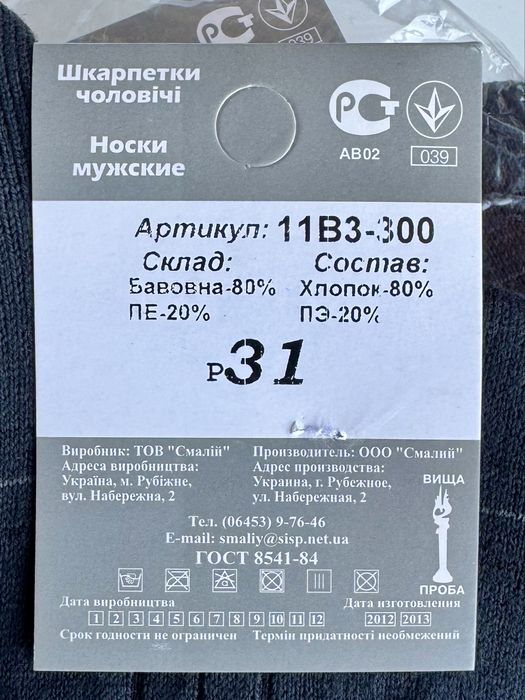 039
Шкарпетки
чоловічі
Носки
мужские
РСТ
АВ02
039
Артикул: 11В3-300
Склад: Состав:
Бавовна-80% Хлопок-80%
ПЕ-20% ПЭ-20%
Р31
Виробник: ТОВ "Смалій" Производитель: ООО "Смалий"
Адреса виробництва: Адрес производства:
Україна, м. Рубіжне, Украина, г. Рубежное,
вул. Набережна, 2 ул. Набережная, 2
ВИЩА
Тел. (06453) 9-76-46
E-mail: smaliy@sisp.net.ua
ГОСТ 8541-84
ПРОБА
Дата виробництва Дата изготовления
1 2 3 4 5 6 7 8 9 10 11 12 2012 2013
Срок годности не ограничен Термін придатності необмежений